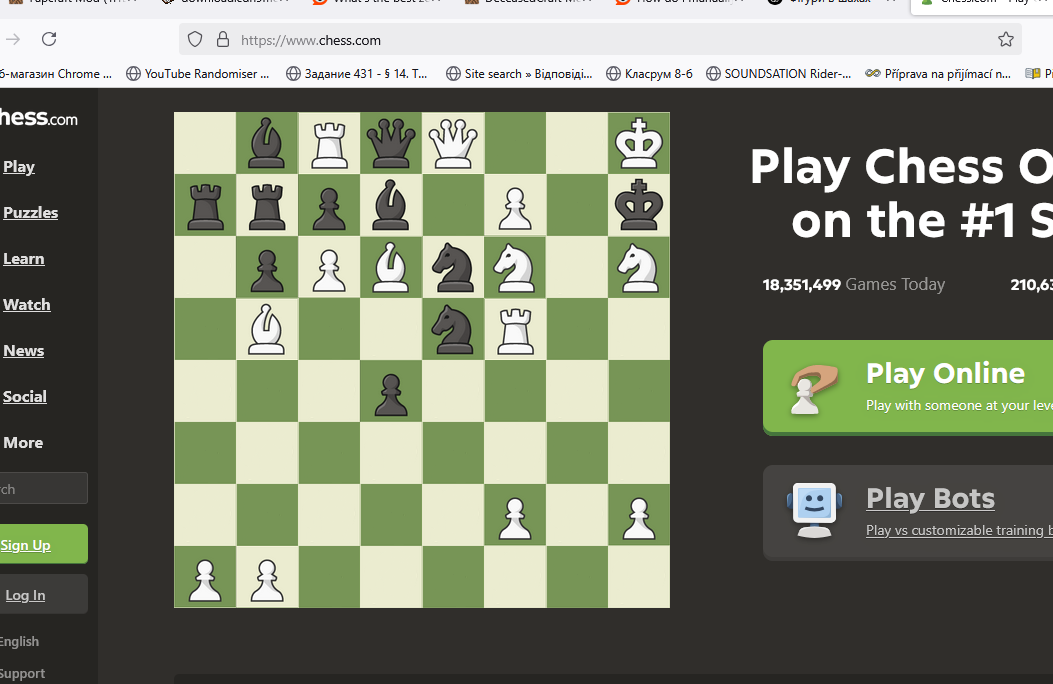 https://www.chess.com
б-магазин Chrome ...
YouTube Randomiser ...
Задание 431 - § 14. Т...
Site search » Відповіді...
Класрум 8-6
SOUNDSATION Rider-...
Příprava na přijímací n...
hess.com
Play
Puzzles
Learn
Watch
News
Social
More
rch
Sign Up
Log In
English
Support
Play Chess O
on the #1 S
18,351,499 Games Today
210,63
Play Online
Play with someone at your leve
Play Bots
Play vs customizable training b